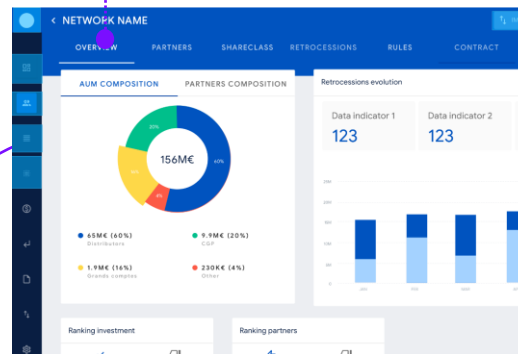 NETWORK NAME
OVERVIEW PARTNERS SHARECLASS RETROCESSIONS RULES CONTRACT
AUM COMPOSITION PARTNERS COMPOSITION
Retrocessions evolution
Data indicator 1 Data indicator 2
123 123
20%
156M€
60%
65M€ (60%) 9.9M€ (20%)
Distributors CGP
1.9M€ (16%) 230K€ (4%)
Grands comptes Other
Ranking investment Ranking partners